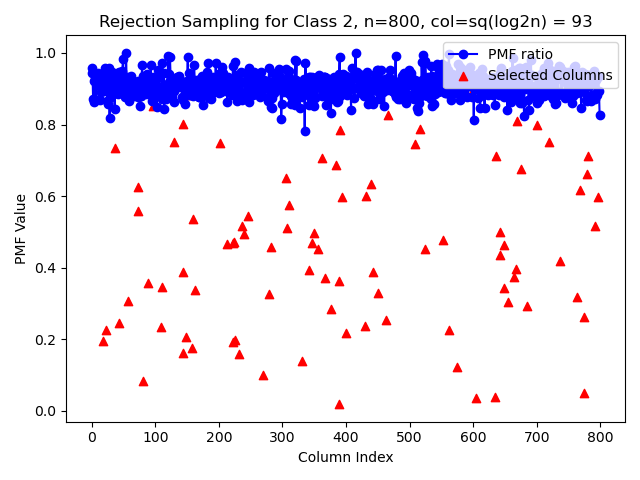 Rejection Sampling for Class 2, n=800, col=sq(log2n) = 93
PMF ratio
Selected Columns
PMF Value
1.0
0.8
0.6
0.4
0.2
0.0
0 100 200 300 400 500 600 700 800
Column Index